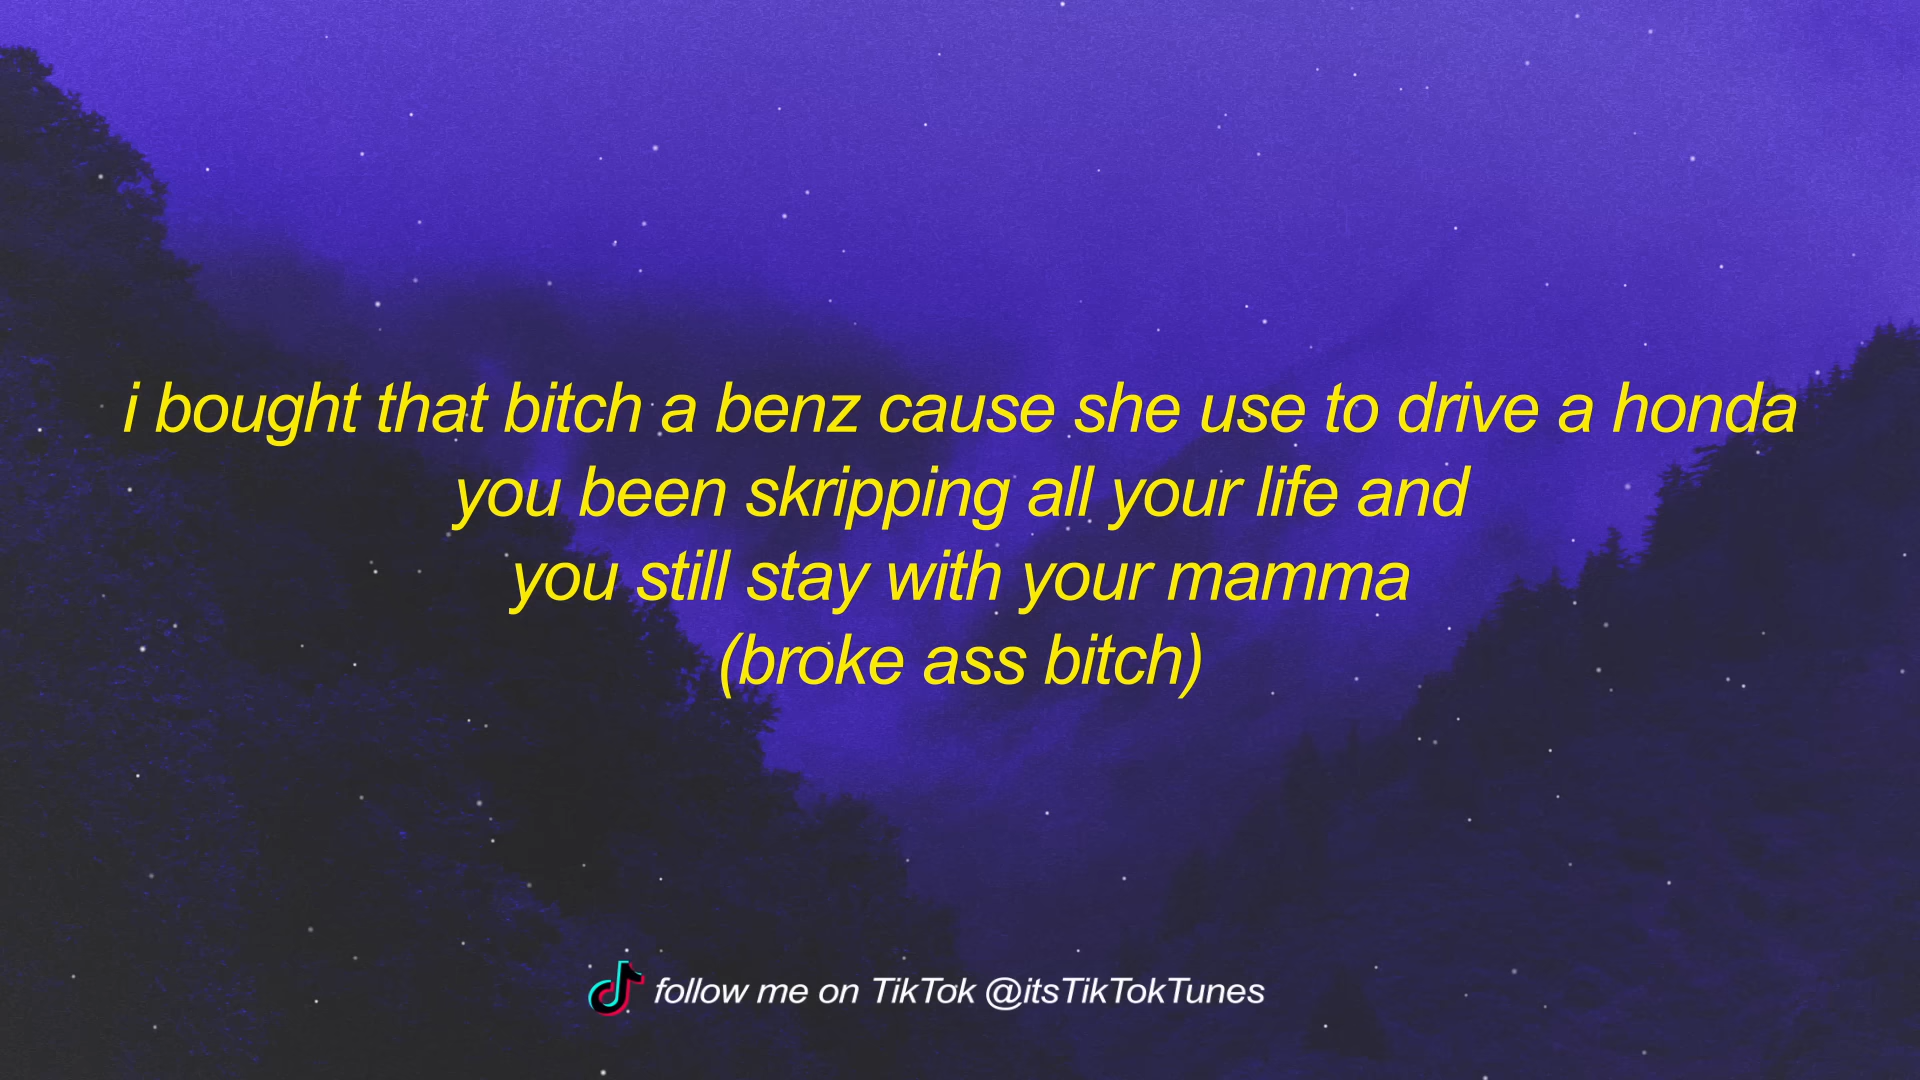 i bought that bitch a benz cause she use to drive a honda
you been skripping all your life and
you still stay with your mamma
(broke ass bitch)
follow me on TikTok @itsTikTokTunes